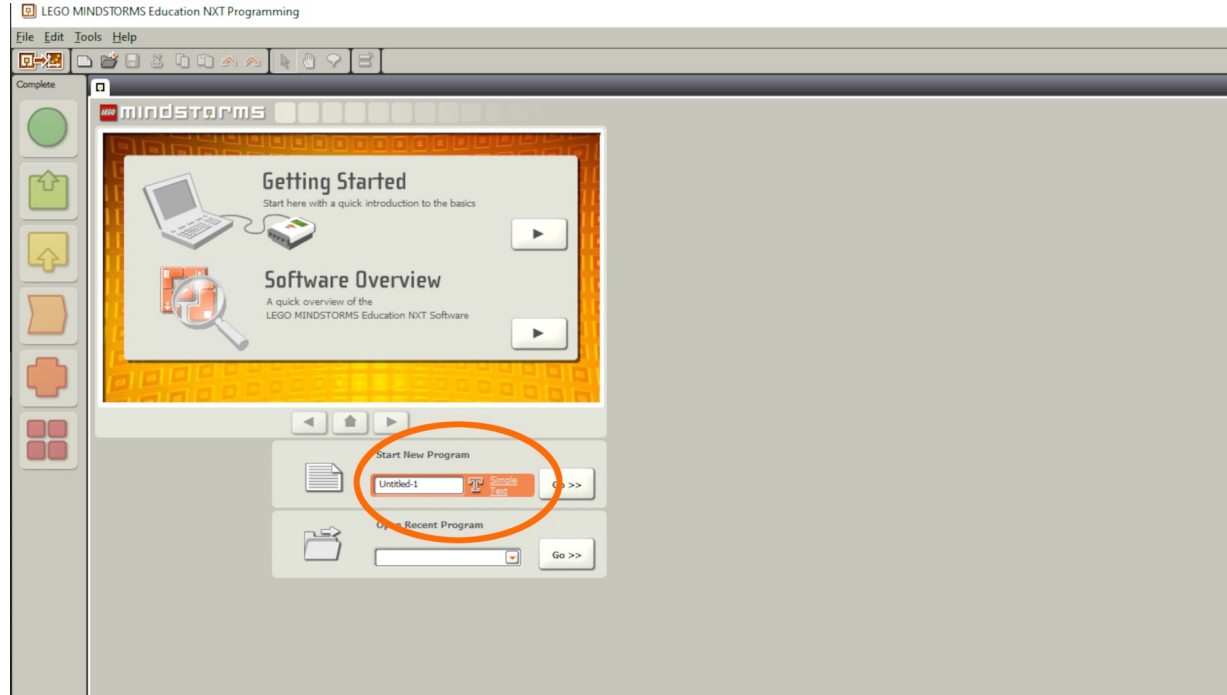 LEGO MINDSTORMS Education NXT Programming
File Edit Tools Help
Complete
LEGO mindstorms
Getting Started
Start here with a quick introduction to the basics
Software Overview
A quick overview of the
LEGO MINDSTORMS Education NXT Software
Start New Program
Untitled-1 T Simple
Text
Go >>
Open Recent Program
Go >>